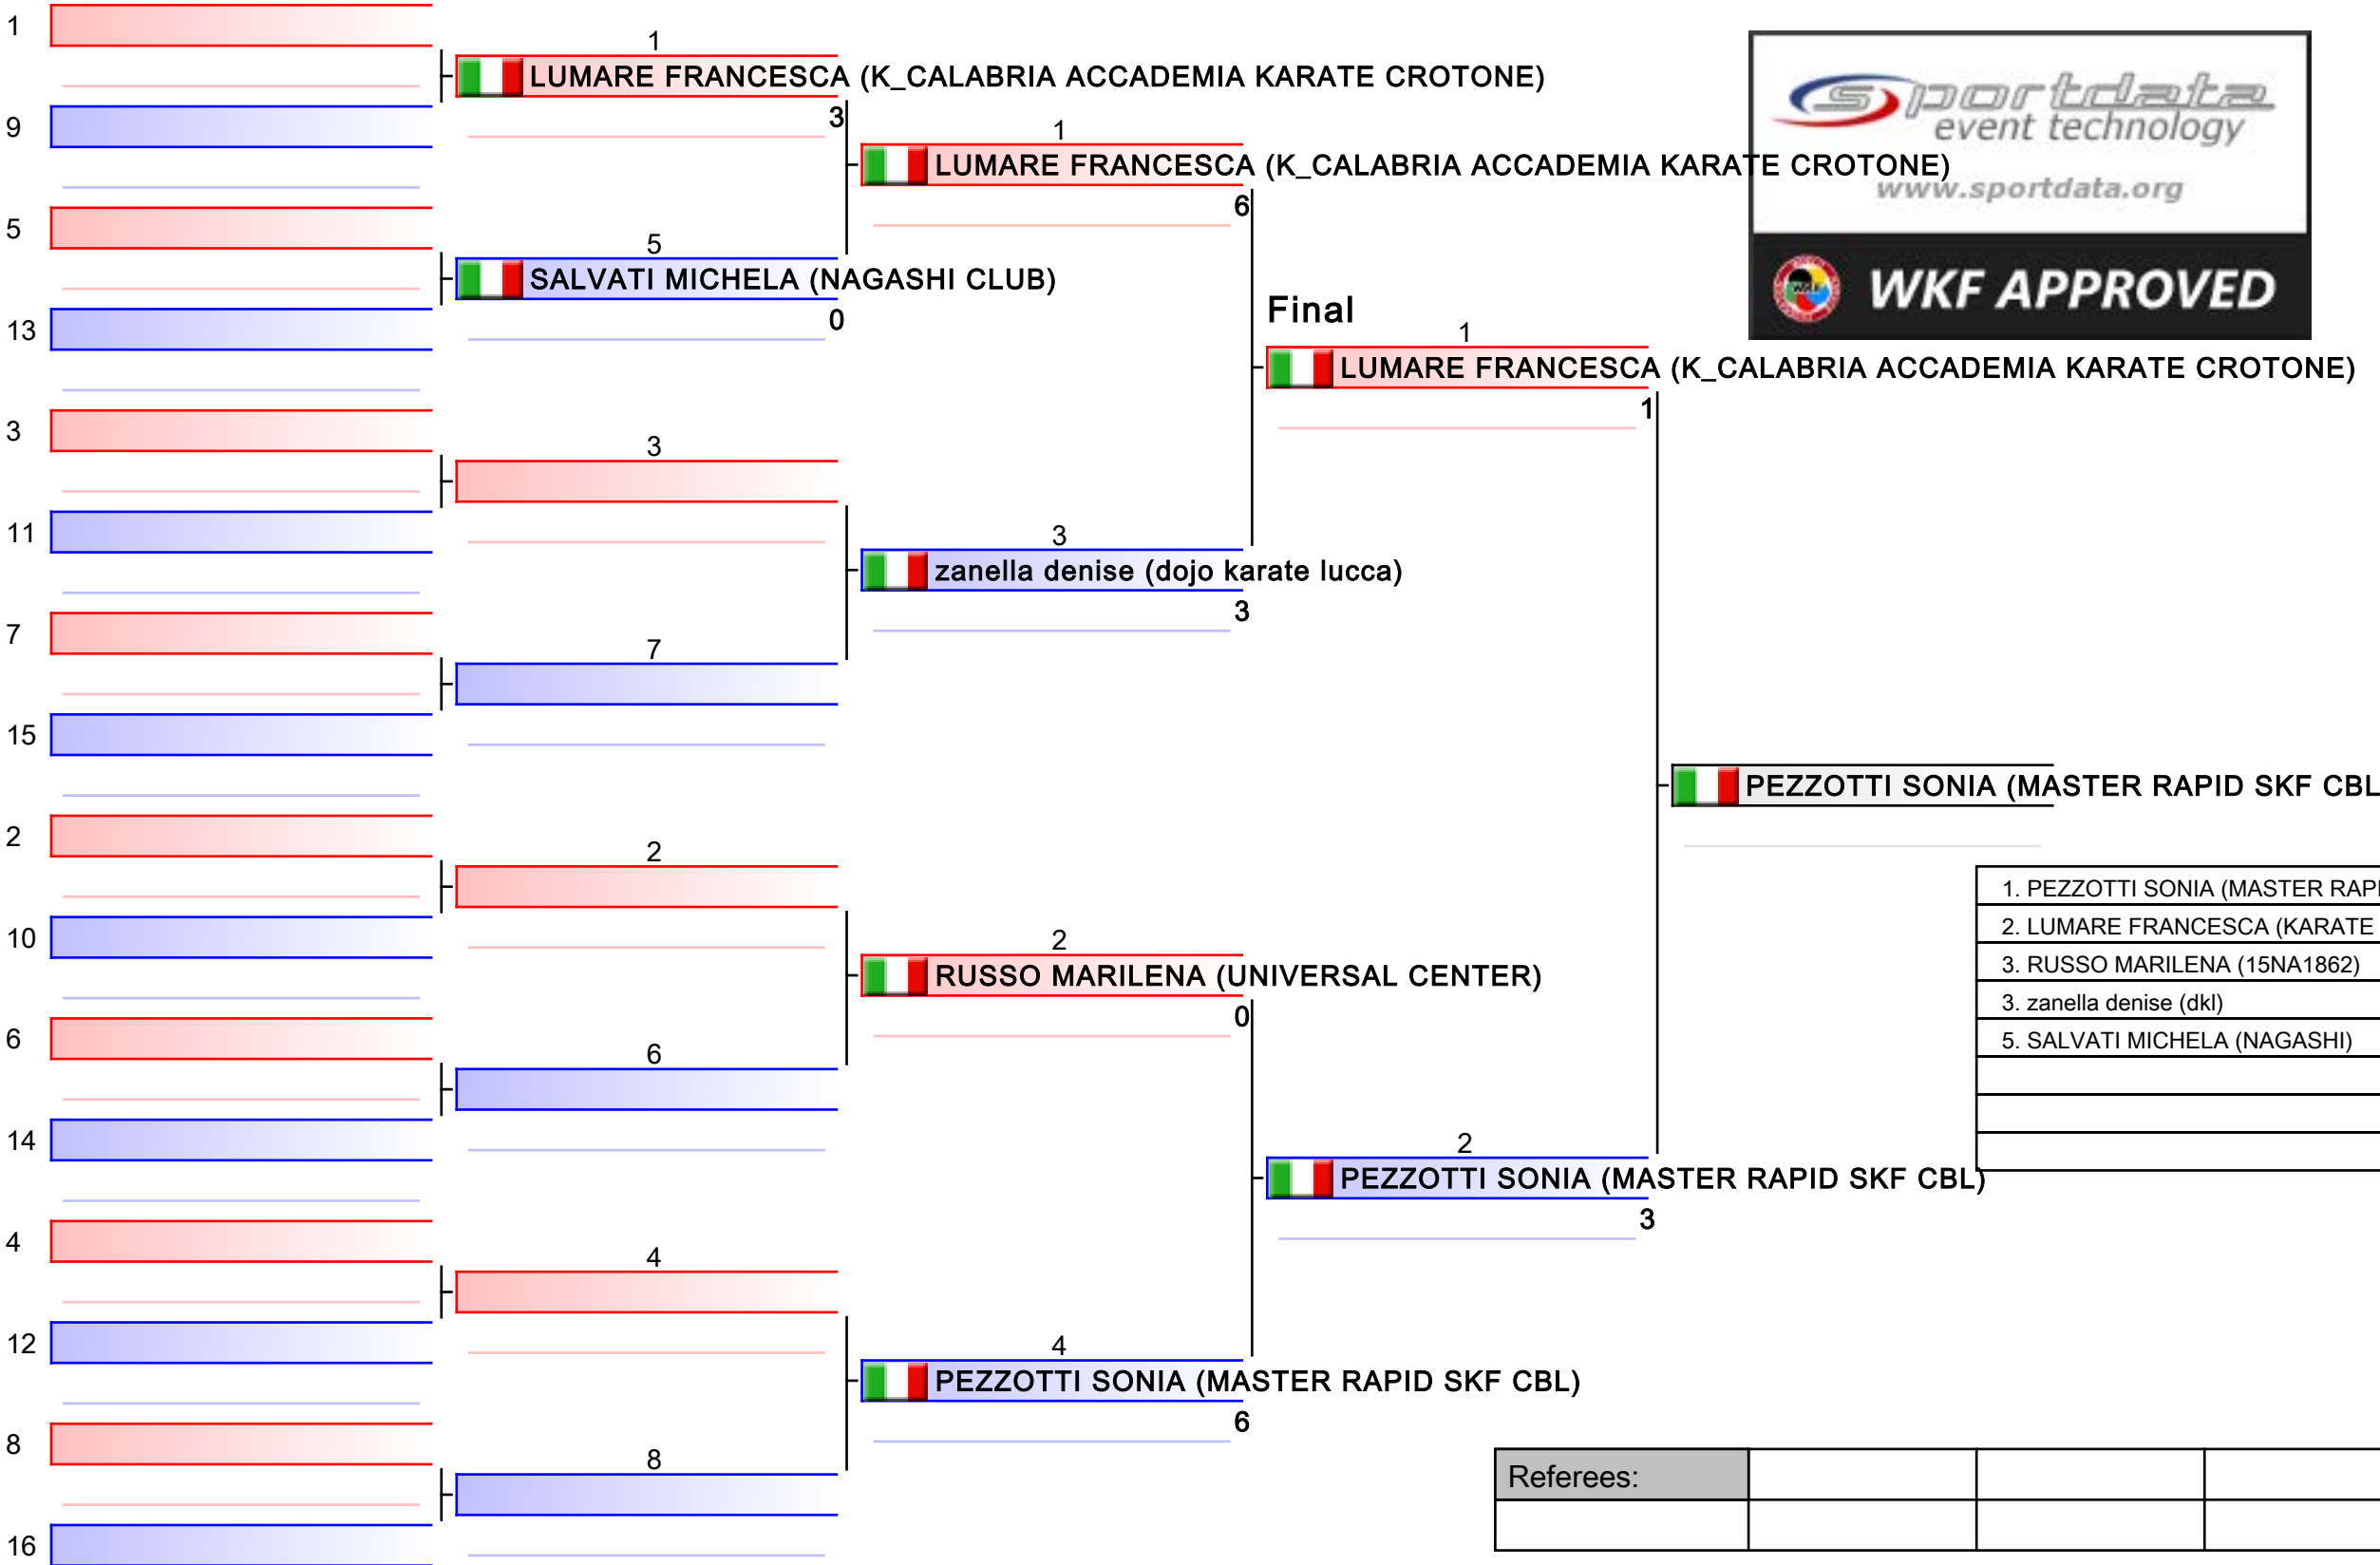 1
1
LUMARE FRANCESCA (K_CALABRIA ACCADEMIA KARATE CROTONE)
3
9
1
LUMARE FRANCESCA (K_CALABRIA ACCADEMIA KARATE CROTONE)
6
sportdata
event technology
www.sportdata.org
WKF APPROVED
5
5
SALVATI MICHELA (NAGASHI CLUB)
0
13
Final
1
LUMARE FRANCESCA (K_CALABRIA ACCADEMIA KARATE CROTONE)
1
3
3
11
3
zanella denise (dojo karate lucca)
3
7
7
15
PEZZOTTI SONIA (MASTER RAPID SKF CBL
2
2
10
2
RUSSO MARILENA (UNIVERSAL CENTER)
0
1. PEZZOTTI SONIA (MASTER RAPI
2. LUMARE FRANCESCA (KARATE
3. RUSSO MARILENA (15NA1862)
3. zanella denise (dkl)
5. SALVATI MICHELA (NAGASHI)
6
6
14
2
PEZZOTTI SONIA (MASTER RAPID SKF CBL)
3
4
4
12
4
PEZZOTTI SONIA (MASTER RAPID SKF CBL)
6
8
8
16
Referees: